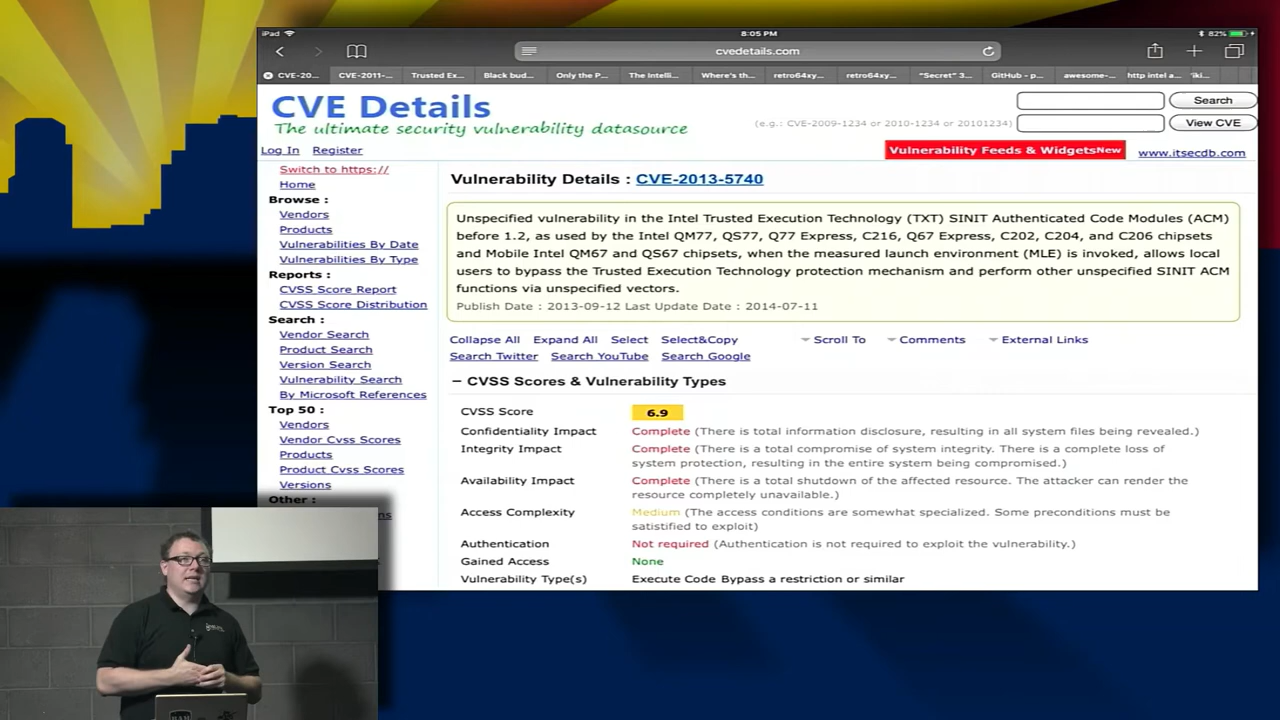 iPad
8:05 PM
82%
cvedetails.com
CVE-20...
CVE-2011-...
Trusted Ex...
Black bud...
Only the P...
The Intelli...
Where's th...
retro64xy...
retro64xy...
"Secret" 3...
GitHub - p...
awesome-...
http intel a...
CVE Details
The ultimate security vulnerability datasource
(e.g.: CVE-2009-1234 or 2010-1234 or 20101234)
Search
View CVE
Log In Register
Vulnerability Feeds & WidgetsNew
www.itsecdb.com
Switch to https://
Home
Browse :
Vendors
Products
Vulnerabilities By Date
Vulnerabilities By Type
Reports :
CVSS Score Report
CVSS Score Distribution
Search :
Vendor Search
Product Search
Version Search
Vulnerability Search
By Microsoft References
Top 50 :
Vendors
Vendor Cvss Scores
Products
Product Cvss Scores
Versions
Other :
Vulnerability Details : CVE-2013-5740
Unspecified vulnerability in the Intel Trusted Execution Technology (TXT) SINIT Authenticated Code Modules (ACM)
before 1.2, as used by the Intel QM77, QS77, Q77 Express, C216, Q67 Express, C202, C204, and C206 chipsets
and Mobile Intel QM67 and QS67 chipsets, when the measured launch environment (MLE) is invoked, allows local
users to bypass the Trusted Execution Technology protection mechanism and perform other unspecified SINIT ACM
functions via unspecified vectors.
Publish Date : 2013-09-12 Last Update Date : 2014-07-11
Collapse All Expand All Select Select&Copy Scroll To Comments External Links
Search Twitter Search YouTube Search Google
− CVSS Scores & Vulnerability Types
CVSS Score 6.9
Confidentiality Impact Complete (There is total information disclosure, resulting in all system files being revealed.)
Integrity Impact Complete (There is a total compromise of system integrity. There is a complete loss of
system protection, resulting in the entire system being compromised.)
Availability Impact Complete (There is a total shutdown of the affected resource. The attacker can render the
resource completely unavailable.)
Access Complexity Medium (The access conditions are somewhat specialized. Some preconditions must be
satistified to exploit)
Authentication Not required (Authentication is not required to exploit the vulnerability.)
Gained Access None
Vulnerability Type(s) Execute Code Bypass a restriction or similar